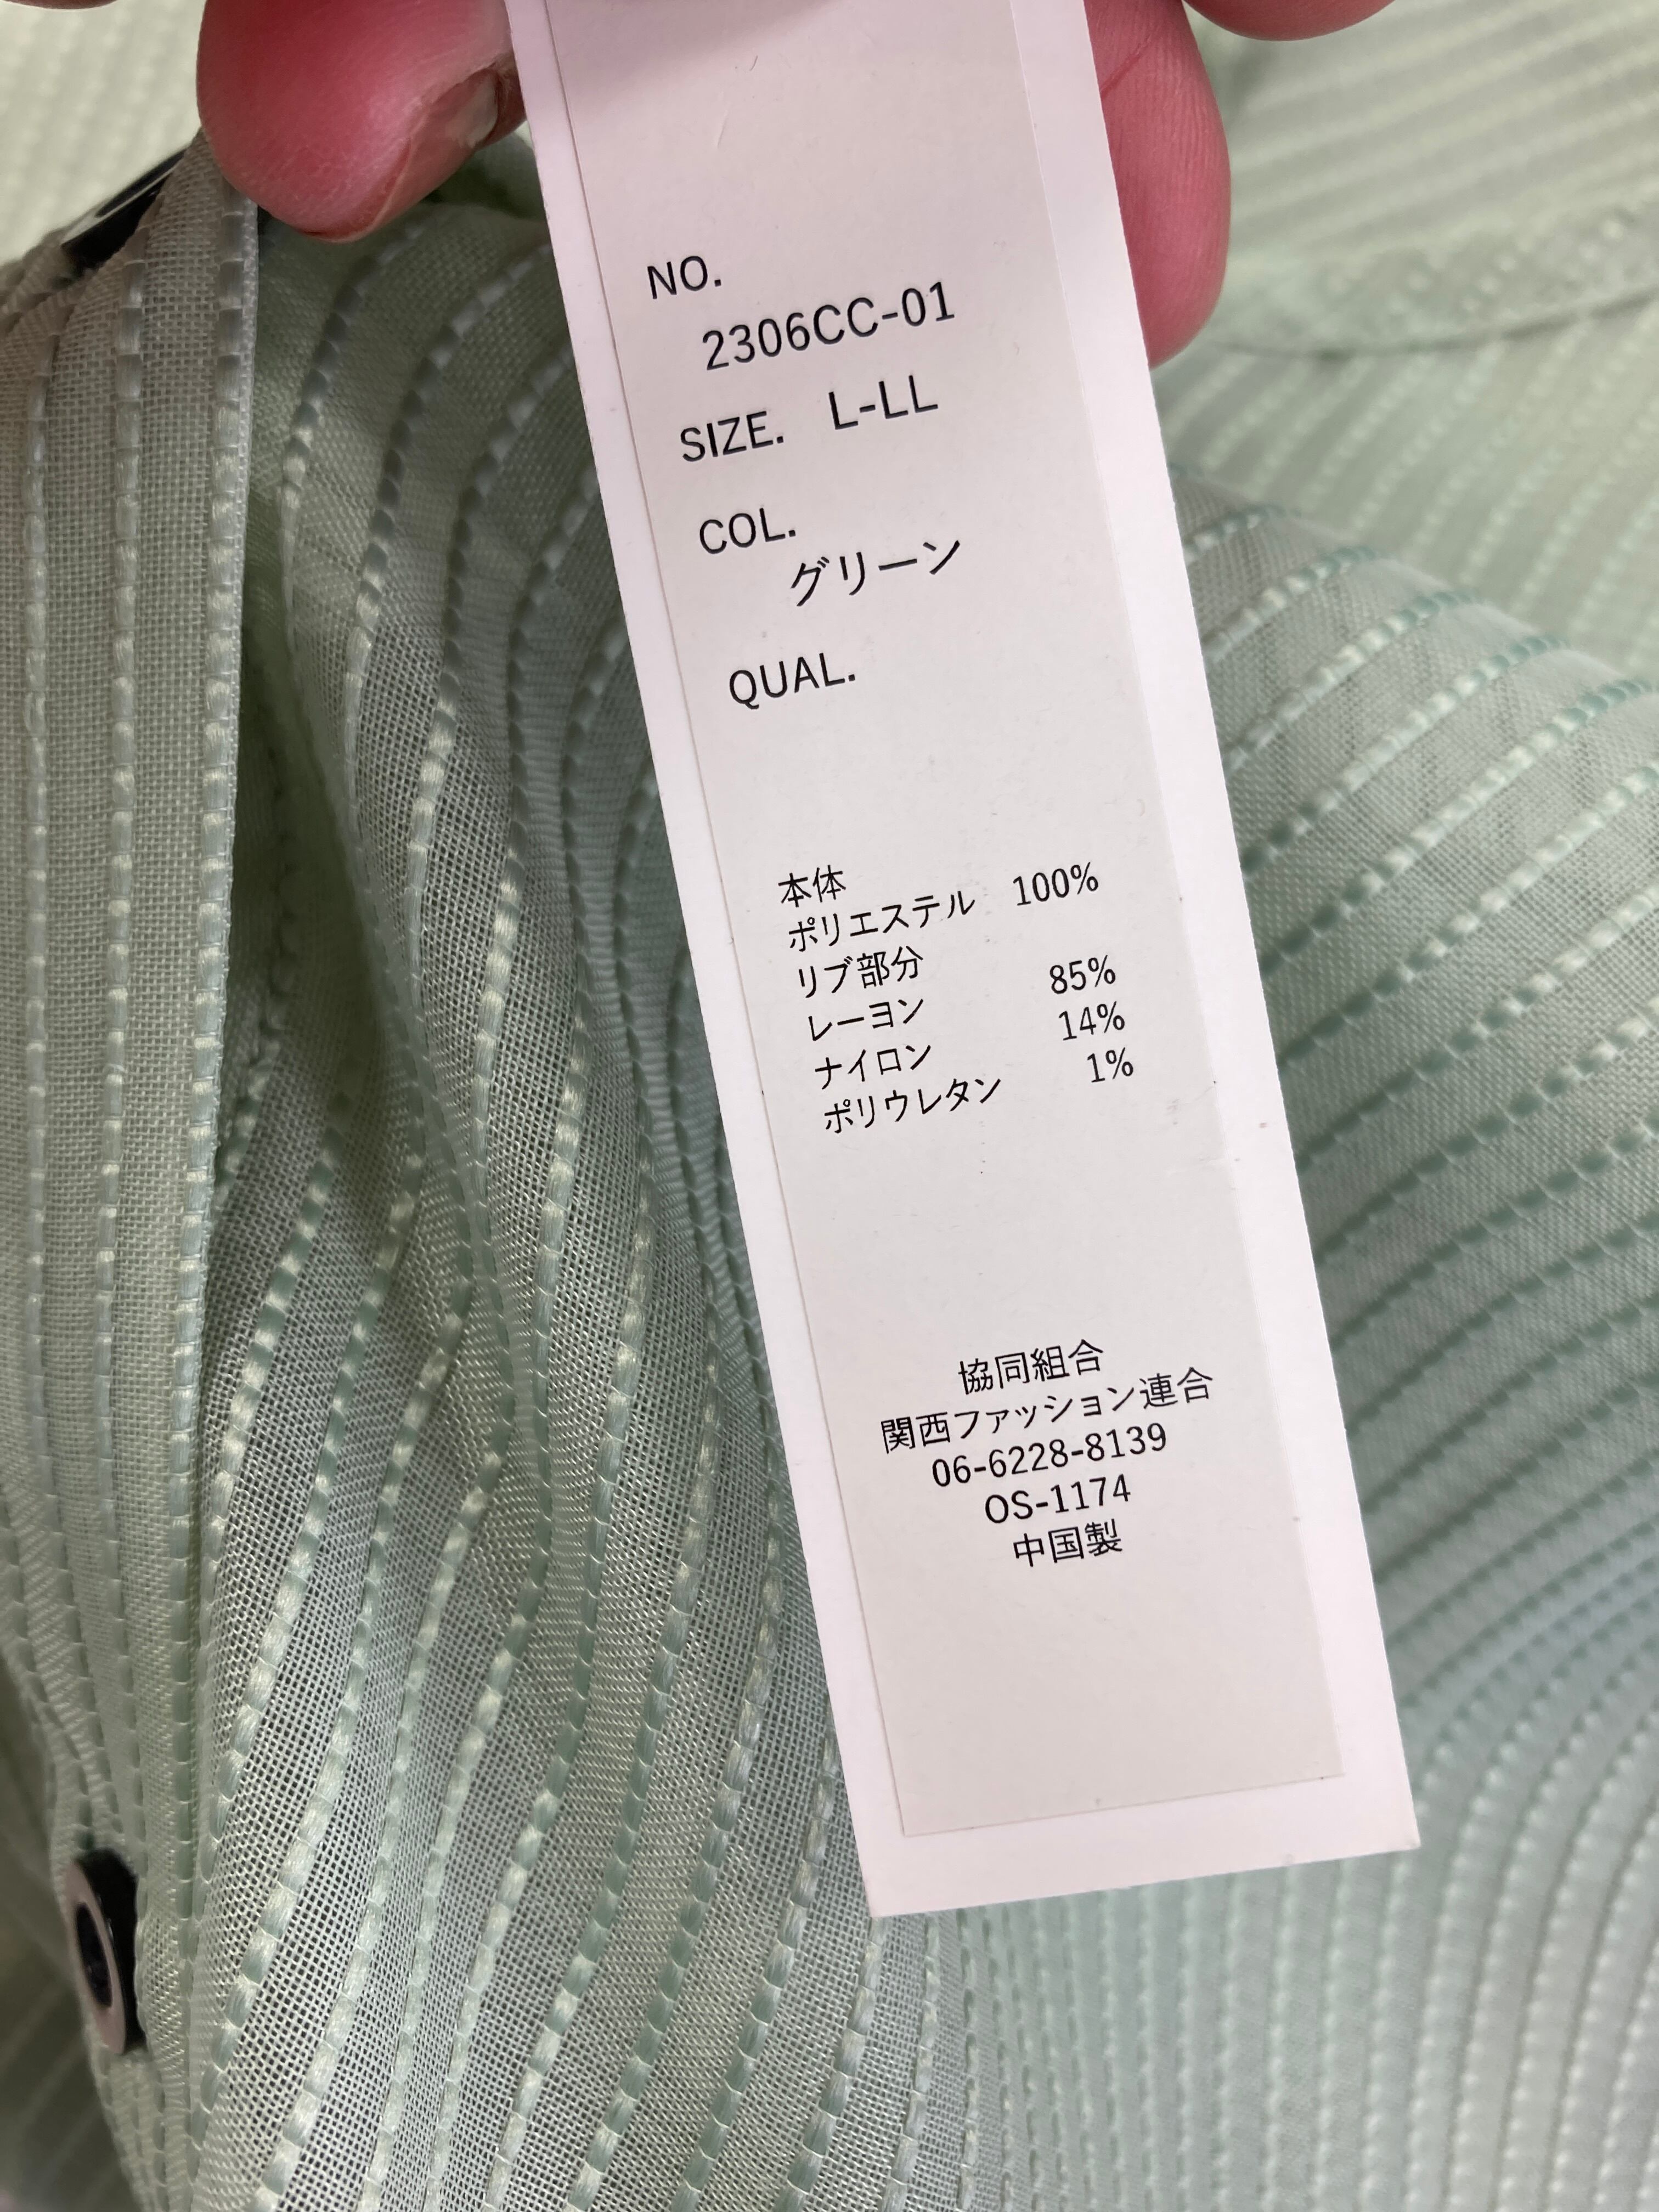 NO.
2306CC-01
SIZE. L-LL
COL.
グリーン
QUAL.
本体
ポリエステル 100%
リブ部分
レーヨン 85%
ナイロン 14%
ポリウレタン 1%
協同組合
関西ファッション連合
06-6228-8139
OS-1174
中国製